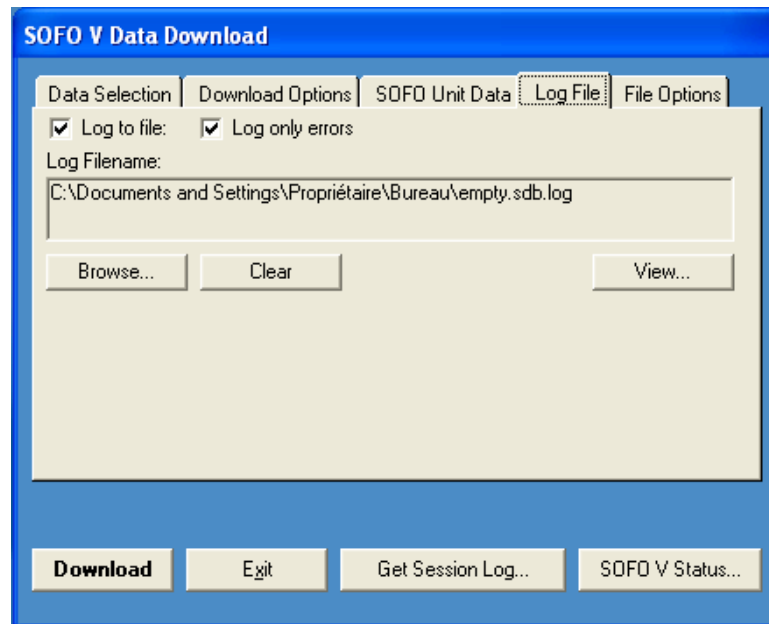 SOFO V Data Download
Data Selection Download Options SOFO Unit Data Log File File Options
Log to file: Log only errors
Log Filename:
C:\Documents and Settings\Propriétaire\Bureau\empty.sdb.log
Browse... Clear View...
Download Exit Get Session Log... SOFO V Status...